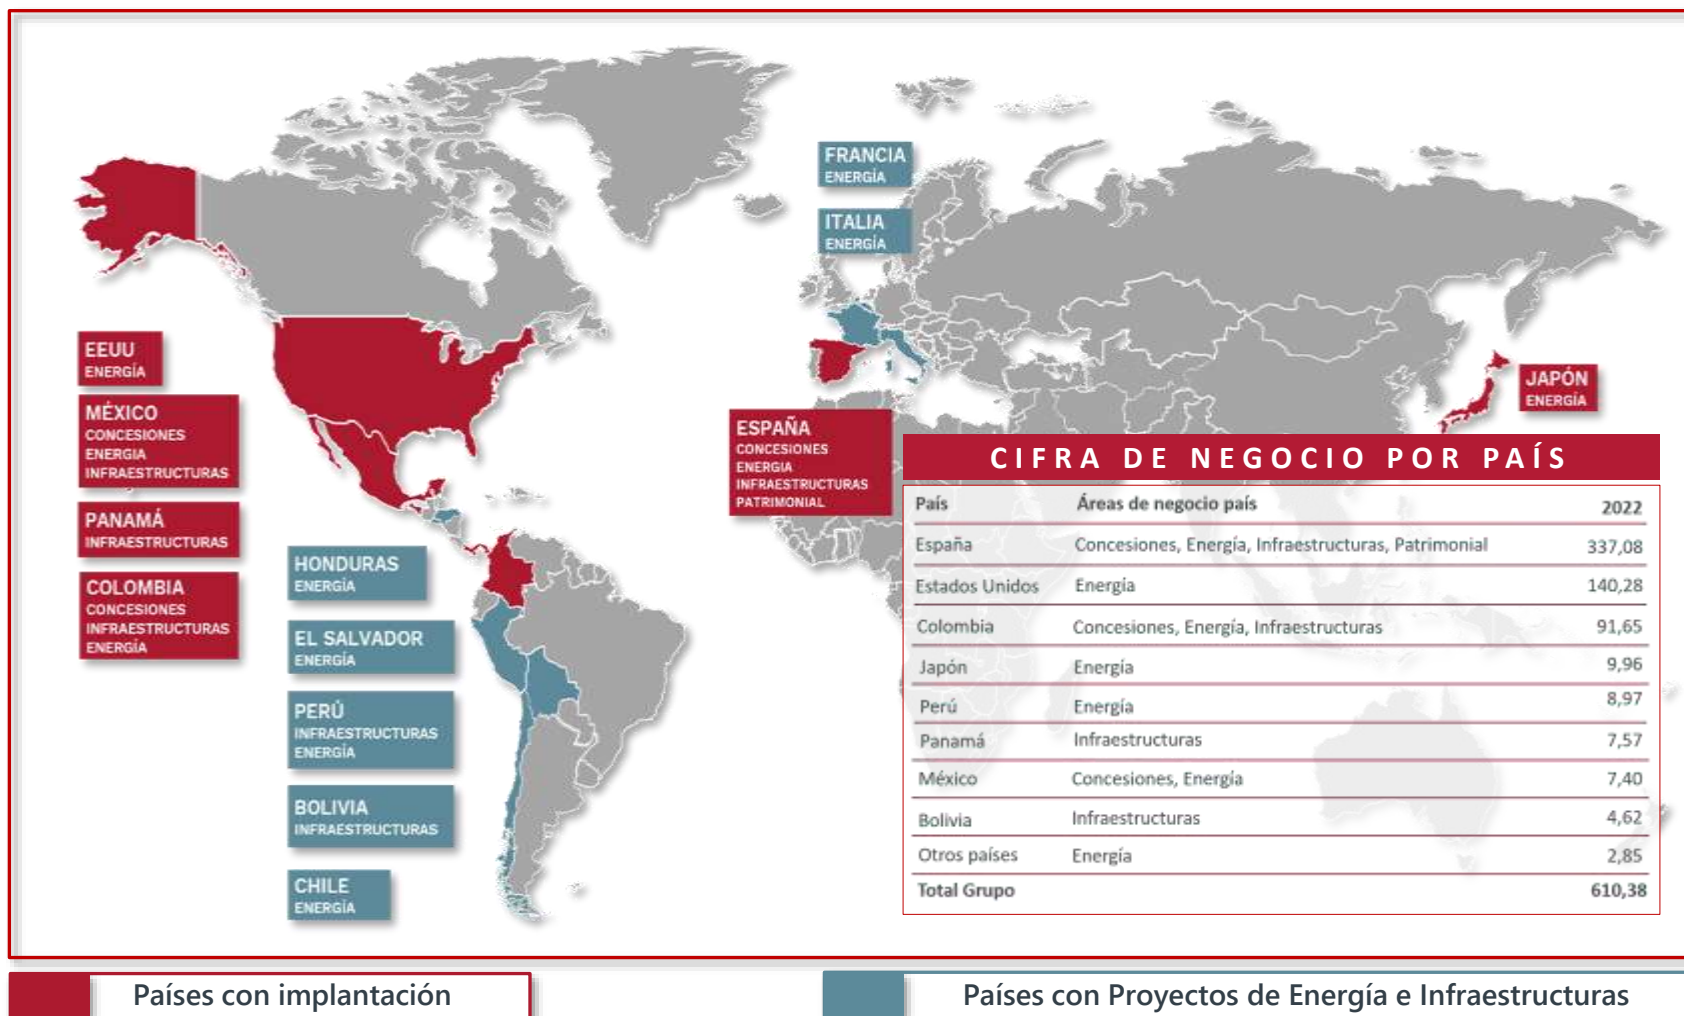 FRANCIA
ENERGÍA
ITALIA
ENERGÍA
EEUU
ENERGÍA
MÉXICO
CONCESIONES
ENERGIA
INFRAESTRUCTURAS
PANAMÁ
INFRAESTRUCTURAS
COLOMBIA
CONCESIONES
INFRAESTRUCTURAS
ENERGÍA
HONDURAS
ENERGÍA
EL SALVADOR
ENERGÍA
PERÚ
INFRAESTRUCTURAS
ENERGÍA
BOLIVIA
INFRAESTRUCTURAS
CHILE
ENERGÍA
ESPAÑA
CONCESIONES
ENERGIA
INFRAESTRUCTURAS
PATRIMONIAL
JAPÓN
ENERGÍA
CIFRA DE NEGOCIO POR PAÍS
País Áreas de negocio país 2022
España Concesiones, Energía, Infraestructuras, Patrimonial 337,08
Estados Unidos Energía 140,28
Colombia Concesiones, Energía, Infraestructuras 91,65
Japón Energía 9,96
Perú Energía 8,97
Panamá Infraestructuras 7,57
México Concesiones, Energía 7,40
Bolivia Infraestructuras 4,62
Otros países Energía 2,85
Total Grupo 610,38
Países con implantación
Países con Proyectos de Energía e Infraestructuras